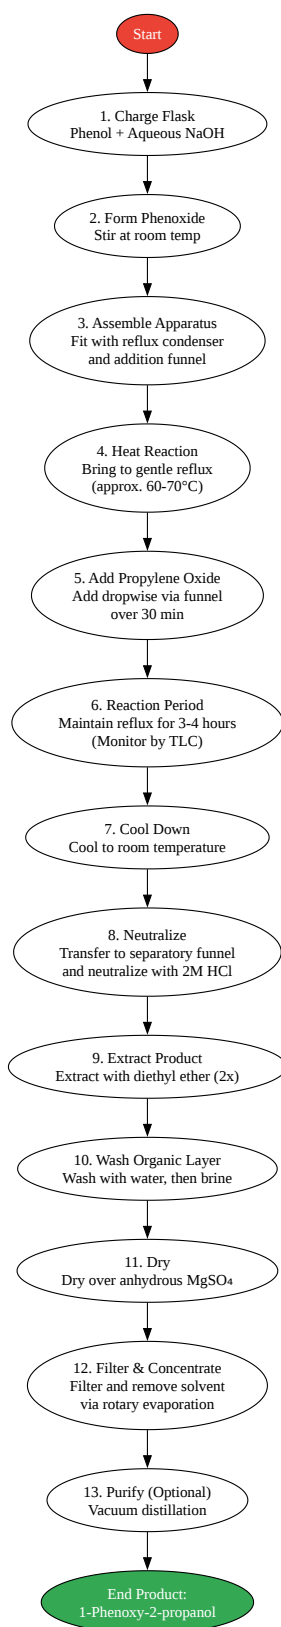 Start
1. Charge Flask
Phenol + Aqueous NaOH
2. Form Phenoxide
Stir at room temp
3. Assemble Apparatus
Fit with reflux condenser
and addition funnel
4. Heat Reaction
Bring to gentle reflux
(approx. 60-70°C)
5. Add Propylene Oxide
Add dropwise via funnel
over 30 min
6. Reaction Period
Maintain reflux for 3-4 hours
(Monitor by TLC)
7. Cool Down
Cool to room temperature
8. Neutralize
Transfer to separatory funnel
and neutralize with 2M HCl
9. Extract Product
Extract with diethyl ether (2x)
10. Wash Organic Layer
Wash with water, then brine
11. Dry
Dry over anhydrous MgSO₄
12. Filter & Concentrate
Filter and remove solvent
via rotary evaporation
13. Purify (Optional)
Vacuum distillation
End Product:
1-Phenoxy-2-propanol